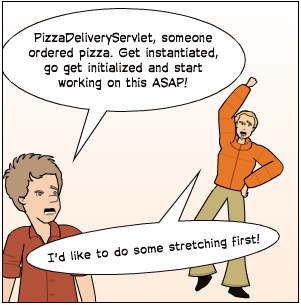 PizzaDeliveryServlet, someone
ordered pizza. Get instantiated,
go get initialized and start
working on this ASAP!
I'd like to do some stretching first!